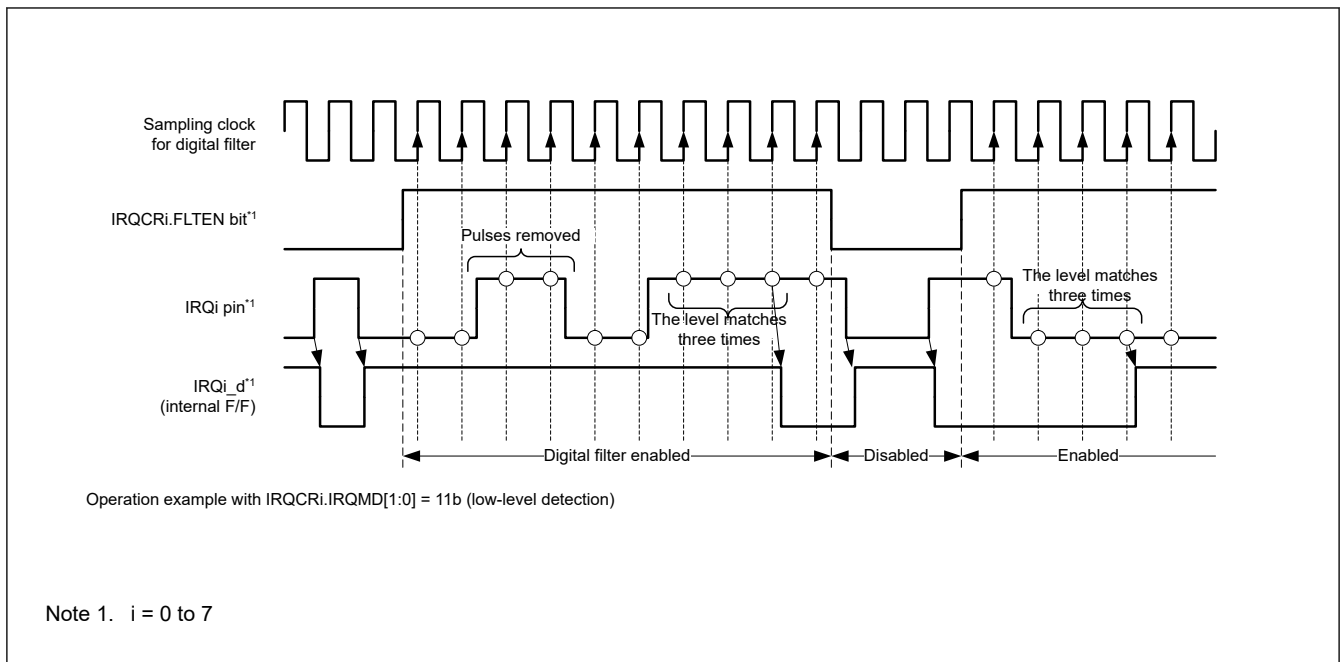 Sampling clock
for digital filter
IRQCRi.FLTEN bit*1
Pulses removed
The level matches
three times
IRQi pin*1
The level matches
three times
IRQi_d*1
(internal F/F)
Digital filter enabled
Disabled
Enabled
Operation example with IRQCRi.IRQMD[1:0] = 11b (low-level detection)
Note 1. i = 0 to 7